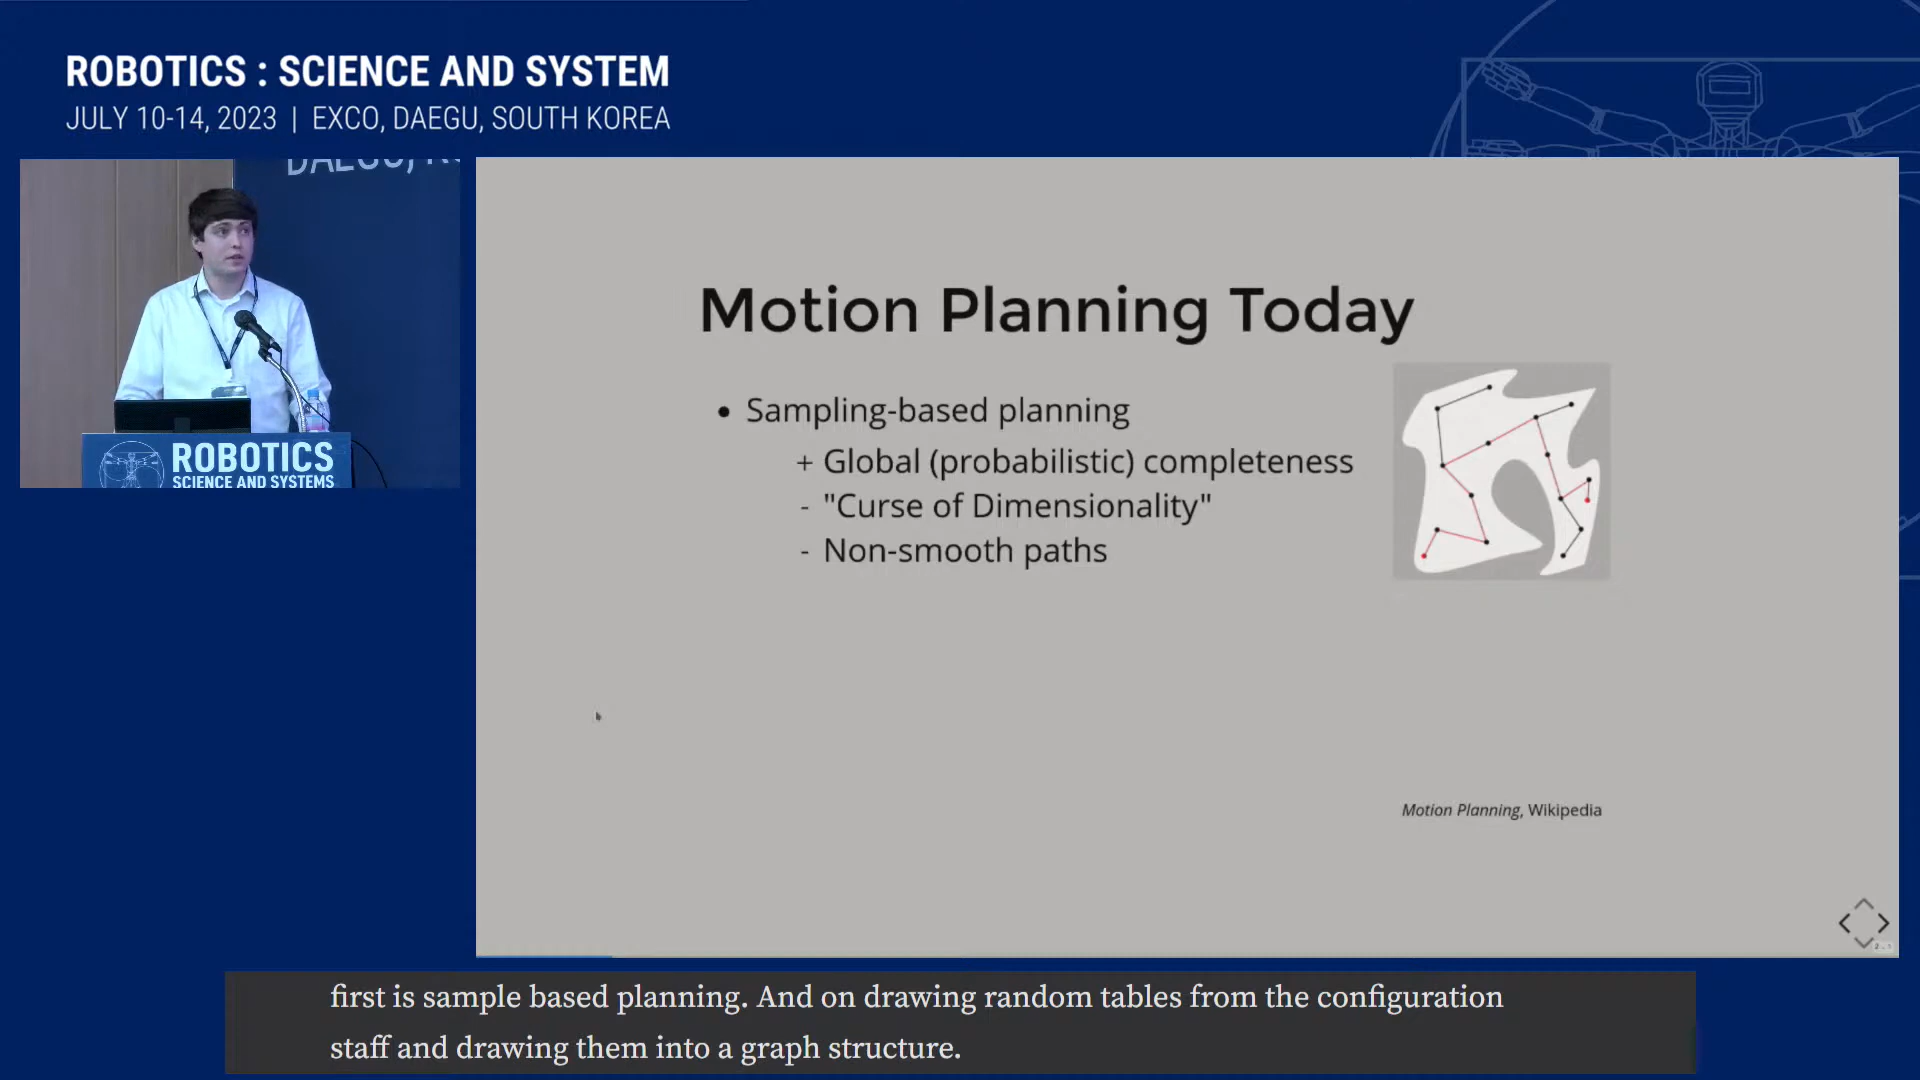 ROBOTICS : SCIENCE AND SYSTEM
JULY 10-14, 2023 | EXCO, DAEGU, SOUTH KOREA
ROBOTICS
SCIENCE AND SYSTEMS
Motion Planning Today
• Sampling-based planning
+ Global (probabilistic) completeness
- "Curse of Dimensionality"
- Non-smooth paths
Motion Planning, Wikipedia
first is sample based planning. And on drawing random tables from the configuration
staff and drawing them into a graph structure.